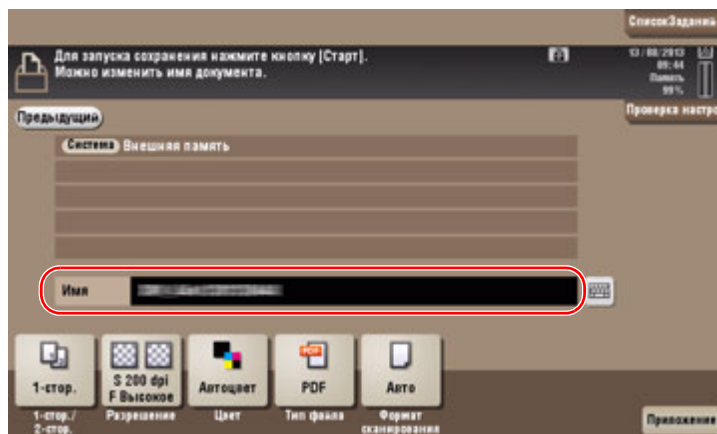 СписокЗадания
Для запуска сохранения нажмите кнопку [Старт].
Можно изменить имя документа.
13/08/2013
09:44
Память
99%
Предыдущий
Проверка настро
Система Внешняя память
Имя
1-стор.
S 200 dpi
F Высокое
Автоцвет
PDF
Авто
1-стор./
2-стор.
Разрешение
Цвет
Тип файла
Формат
сканирования
Приложение